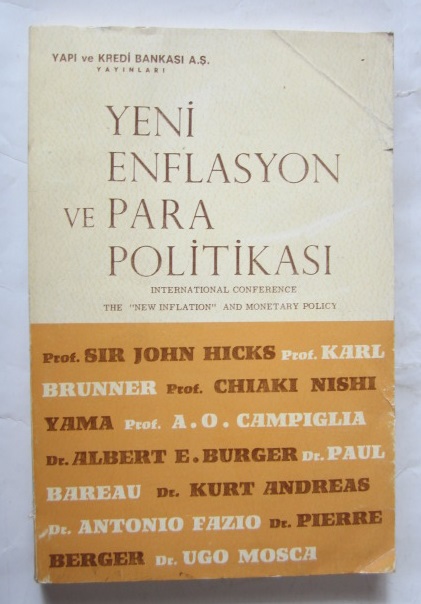 YAPI ve KREDİ BANKASI A.Ş.
YAYINLARI
YENİ
ENFLASYON
VE PARA
POLİTİKASI
INTERNATIONAL CONFERENCE
THE "NEW INFLATION" AND MONETARY POLICY
Prof. SIR JOHN HICKS Prof. KARL
BRUNNER Prof. CHIAKI NISHI
YAMA Prof. A.O. CAMPIGLIA
Dr. ALBERT E. BURGER Dr. PAUL
BAREAU Dr. KURT ANDREAS
Dr. ANTONIO FAZIO Dr. PIERRE
BERGER Dr. UGO MOSCA